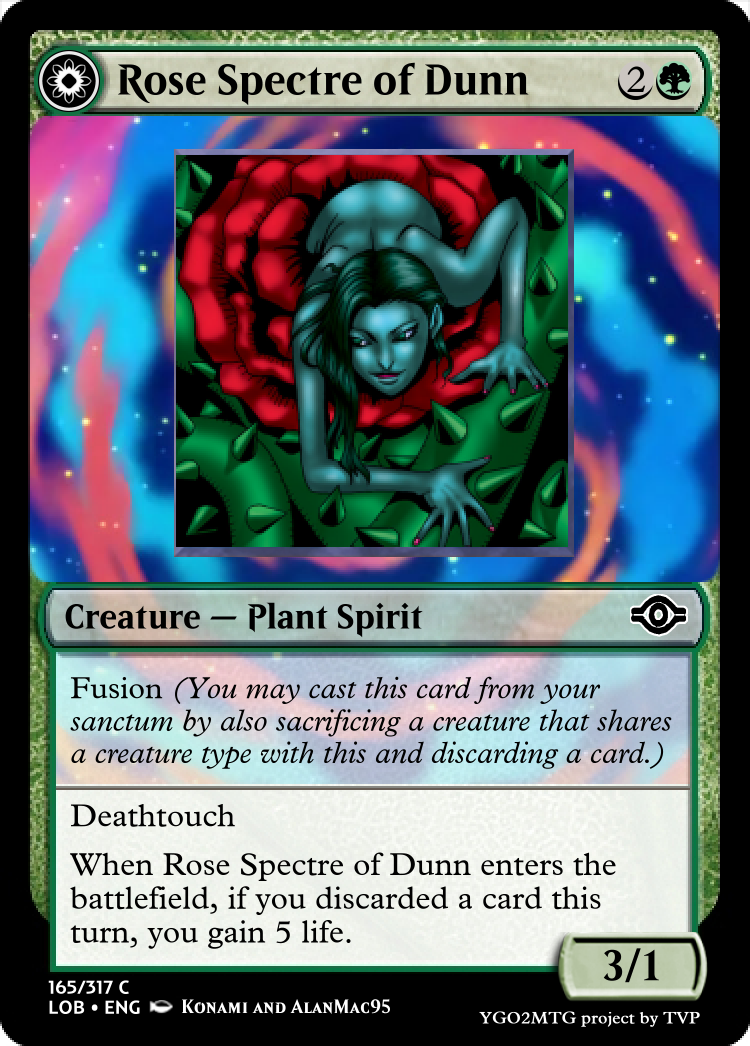 Rose Spectre of Dunn 2
Creature — Plant Spirit
Fusion (You may cast this card from your
sanctum by also sacrificing a creature that shares
a creature type with this and discarding a card.)
Deathtouch
When Rose Spectre of Dunn enters the
battlefield, if you discarded a card this
turn, you gain 5 life.
3/1
165/317 C
LOB • ENG Konami and AlanMac95
YGO2MTG project by TVP